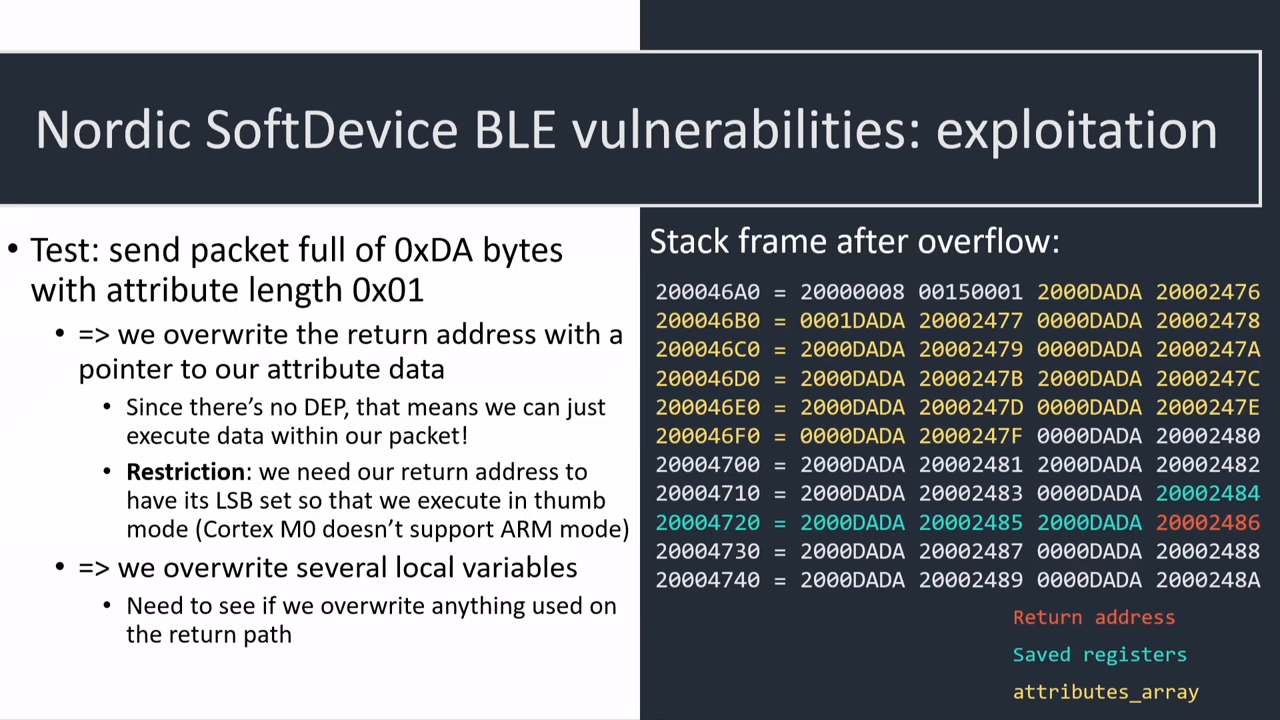 Nordic SoftDevice BLE vulnerabilities: exploitation
• Test: send packet full of 0xDA bytes
with attribute length 0x01
• => we overwrite the return address with a
pointer to our attribute data
• Since there's no DEP, that means we can just
execute data within our packet!
• Restriction: we need our return address to
have its LSB set so that we execute in thumb
mode (Cortex M0 doesn't support ARM mode)
• => we overwrite several local variables
• Need to see if we overwrite anything used on
the return path
Stack frame after overflow:
200046A0 = 20000008 00150001 2000DADA 20002476
200046B0 = 0001DADA 20002477 0000DADA 20002478
200046C0 = 2000DADA 20002479 0000DADA 2000247A
200046D0 = 2000DADA 2000247B 2000DADA 2000247C
200046E0 = 2000DADA 2000247D 0000DADA 2000247E
200046F0 = 0000DADA 2000247F 0000DADA 20002480
20004700 = 2000DADA 20002481 2000DADA 20002482
20004710 = 2000DADA 20002483 0000DADA 20002484
20004720 = 2000DADA 20002485 2000DADA 20002486
20004730 = 2000DADA 20002487 0000DADA 20002488
20004740 = 2000DADA 20002489 0000DADA 2000248A
Return address
Saved registers
attributes_array